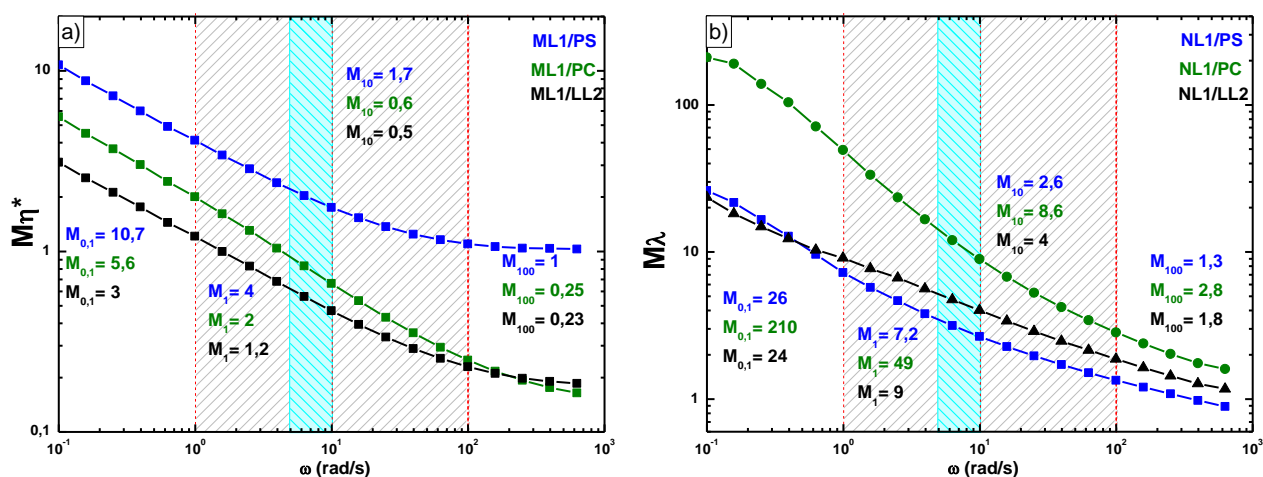 a)
ML1/PS
ML1/PC
ML1/LL2
M10= 1,7
M10= 0,6
M10= 0,5
M0,1= 10,7
M0,1= 5,6
M0,1= 3
M1= 4
M1= 2
M1= 1,2
M100= 1
M100= 0,25
M100= 0,23
Mη*
10
1
0,1
10-1
100
101
102
103
ω (rad/s)
b)
NL1/PS
NL1/PC
NL1/LL2
M10= 2,6
M10= 8,6
M10= 4
M100= 1,3
M100= 2,8
M100= 1,8
M0,1= 26
M0,1= 210
M0,1= 24
M1= 7,2
M1= 49
M1= 9
Mλ
100
10
1
10-1
100
101
102
103
ω (rad/s)